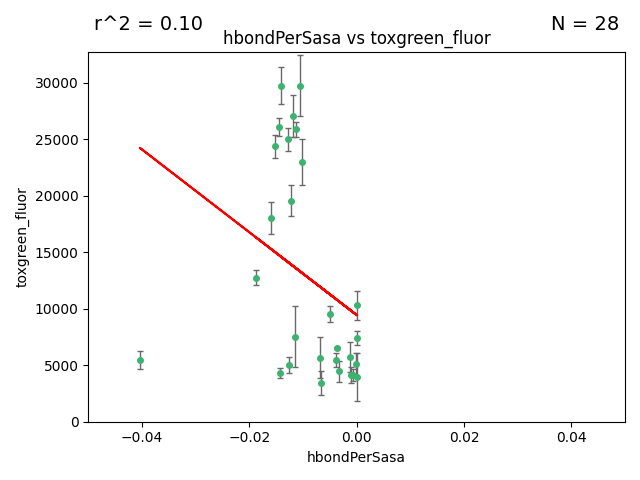 r^2 = 0.10
N = 28
hbondPerSasa vs toxgreen_fluor
30000
25000
20000
15000
10000
5000
0
toxgreen_fluor
−0.04
−0.02
0.00
0.02
0.04
hbondPerSasa